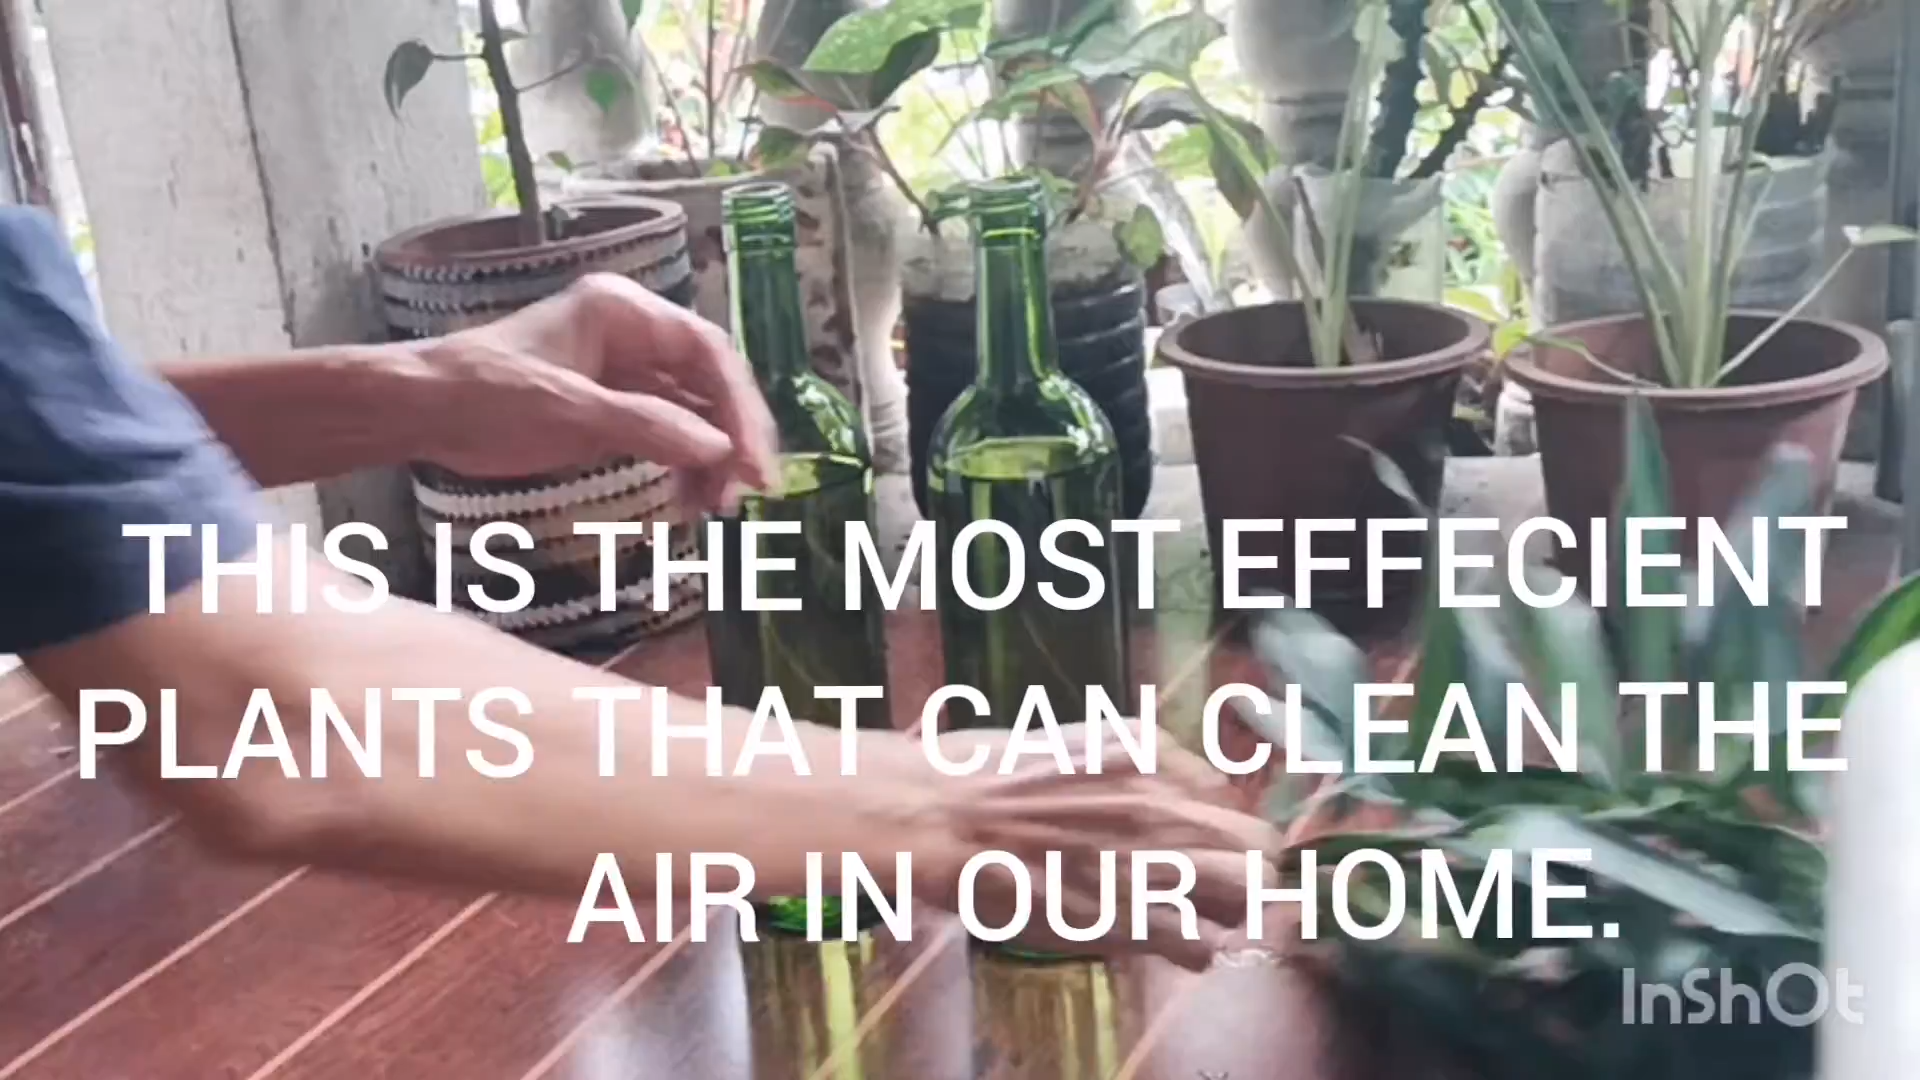 THIS IS THE MOST EFFECIENT
PLANTS THAT CAN CLEAN THE
AIR IN OUR HOME.
InShOt